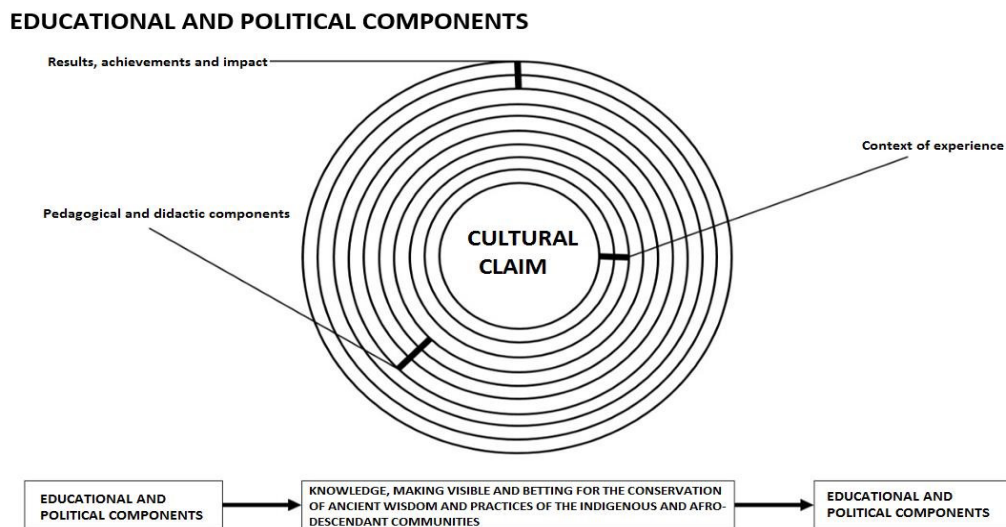 EDUCATIONAL AND POLITICAL COMPONENTS
Results, achievements and impact
Context of experience
Pedagogical and didactic components
CULTURAL
CLAIM
EDUCATIONAL AND
POLITICAL COMPONENTS
KNOWLEDGE, MAKING VISIBLE AND BETTING FOR THE CONSERVATION
OF ANCIENT WISDOM AND PRACTICES OF THE INDIGENOUS AND AFRO-
DESCENDANT COMMUNITIES
EDUCATIONAL AND
POLITICAL COMPONENTS